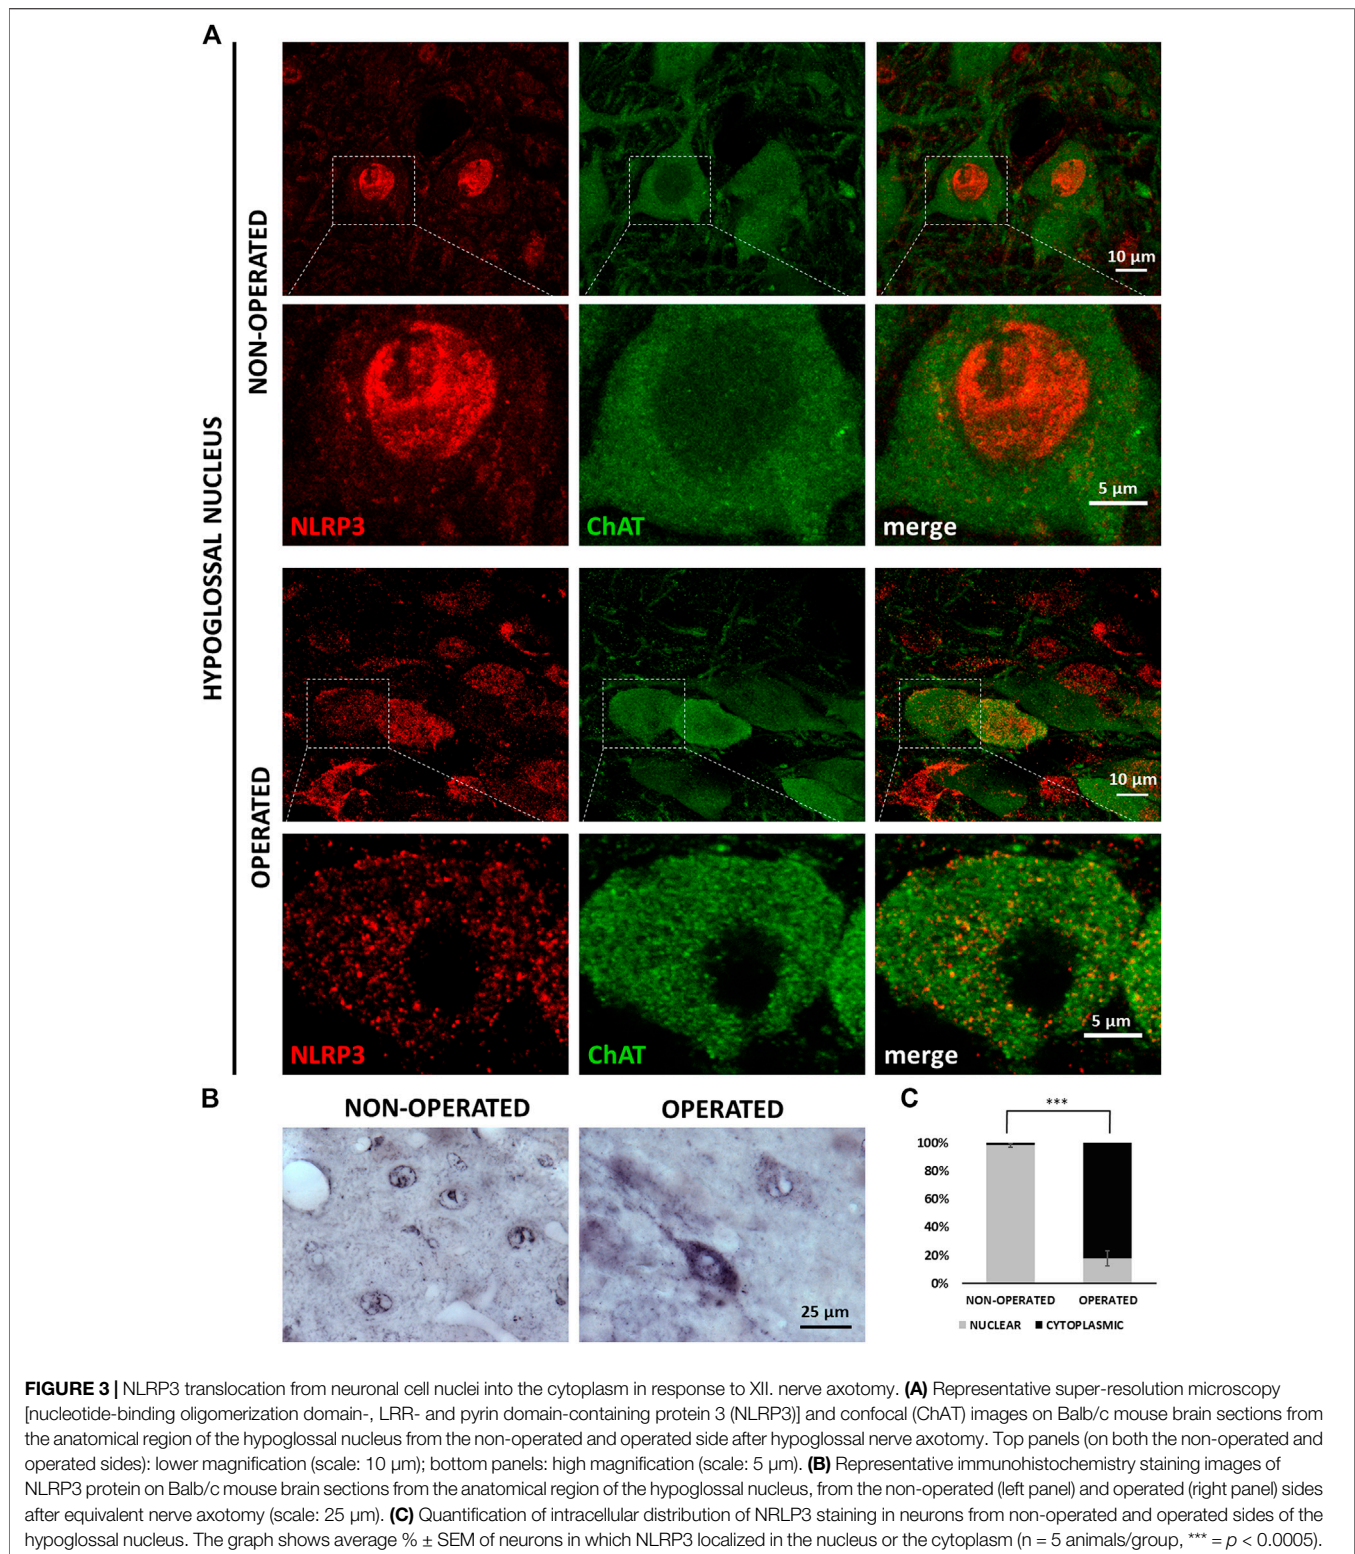 A
HYPOGLOSSAL NUCLEUS
NON-OPERATED
10 µm
NLRP3
ChAT
merge
5 µm
OPERATED
10 µm
NLRP3
ChAT
merge
5 µm
B
NON-OPERATED
OPERATED
25 µm
C
***
100%
80%
60%
40%
20%
0%
NON-OPERATED
OPERATED
NUCLEAR
CYTOPLASMIC
FIGURE 3 | NLRP3 translocation from neuronal cell nuclei into the cytoplasm in response to XII. nerve axotomy. (A) Representative super-resolution microscopy
[nucleotide-binding oligomerization domain-, LRR- and pyrin domain-containing protein 3 (NLRP3)] and confocal (ChAT) images on Balb/c mouse brain sections from
the anatomical region of the hypoglossal nucleus from the non-operated and operated side after hypoglossal nerve axotomy. Top panels (on both the non-operated and
operated sides): lower magnification (scale: 10 µm); bottom panels: high magnification (scale: 5 µm). (B) Representative immunohistochemistry staining images of
NLRP3 protein on Balb/c mouse brain sections from the anatomical region of the hypoglossal nucleus, from the non-operated (left panel) and operated (right panel) sides
after equivalent nerve axotomy (scale: 25 µm). (C) Quantification of intracellular distribution of NRLP3 staining in neurons from non-operated and operated sides of the
hypoglossal nucleus. The graph shows average % ± SEM of neurons in which NLRP3 localized in the nucleus or the cytoplasm (n = 5 animals/group, *** = p < 0.0005).